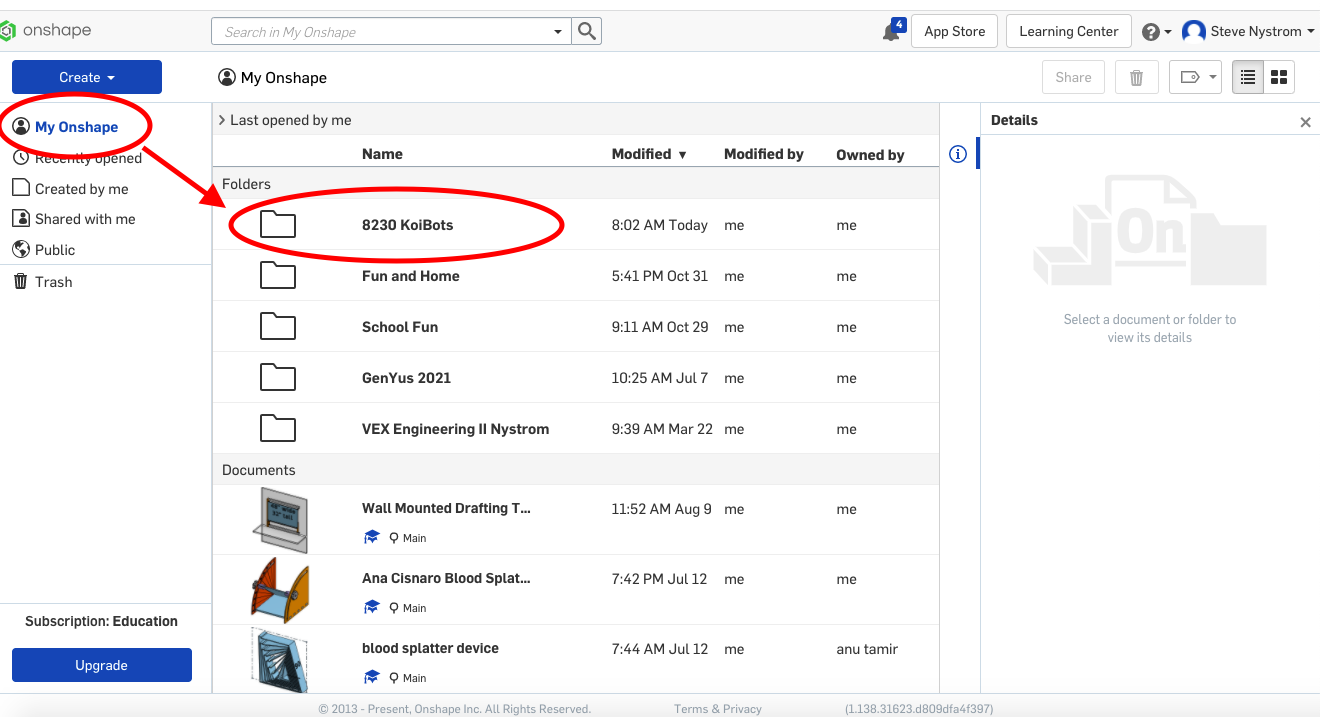 onshape
Search in My Onshape
4
App Store
Learning Center
Steve Nystrom
Create
My Onshape
Share
My Onshape
Recently opened
Created by me
Shared with me
Public
Trash
Subscription: Education
Upgrade
Last opened by me
Name Modified ▼ Modified by Owned by
Folders
8230 KoiBots 8:02 AM Today me me
Fun and Home 5:41 PM Oct 31 me me
School Fun 9:11 AM Oct 29 me me
GenYus 2021 10:25 AM Jul 7 me me
VEX Engineering II Nystrom 9:39 AM Mar 22 me me
Documents
Wall Mounted Drafting T... 11:52 AM Aug 9 me me
Main
Ana Cisnaro Blood Splat... 7:42 PM Jul 12 me me
Main
blood splatter device 7:44 AM Jul 12 me anu tamir
Main
Details
On
Select a document or folder to
view its details
© 2013 - Present, Onshape Inc. All Rights Reserved. Terms & Privacy (1.138.31623.d809dfa4f397)